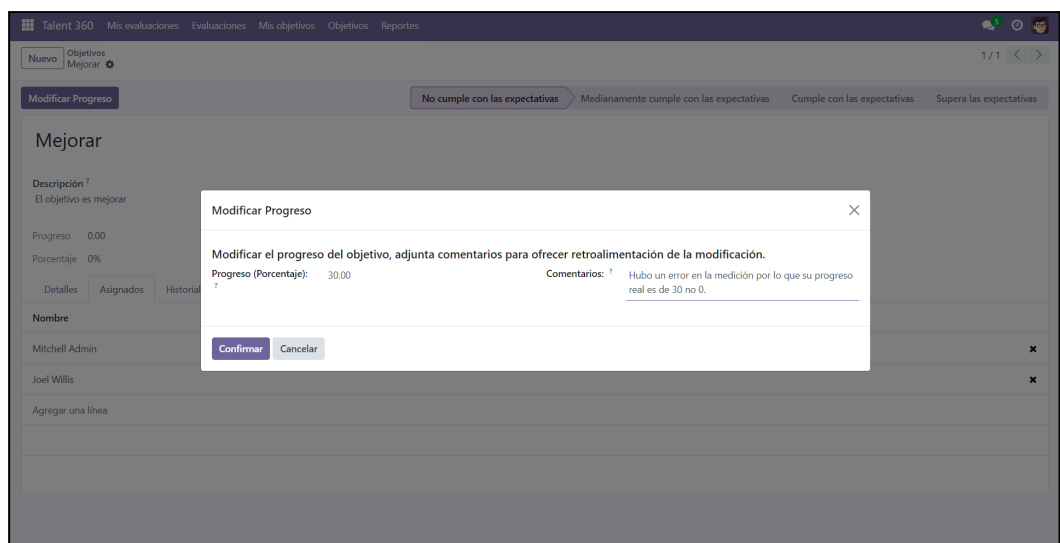 Talent 360 Mis evaluaciones Evaluaciones Mis objetivos Objetivos Reportes 5
Nuevo Objetivos 1 / 1
Mejorar
Modificar Progreso No cumple con las expectativas Medianamente cumple con las expectativas Cumple con las expectativas Supera las expectativas
Mejorar
Descripción ?
El objetivo es mejorar
Progreso 0.00
Porcentaje 0%
Detalles Asignados Historial
Nombre
Mitchell Admin
Joel Willis
Agregar una línea
Modificar Progreso
Modificar el progreso del objetivo, adjunta comentarios para ofrecer retroalimentación de la modificación.
Progreso (Porcentaje): 30.00 Comentarios: ? Hubo un error en la medición por lo que su progreso
? real es de 30 no 0.
Confirmar Cancelar